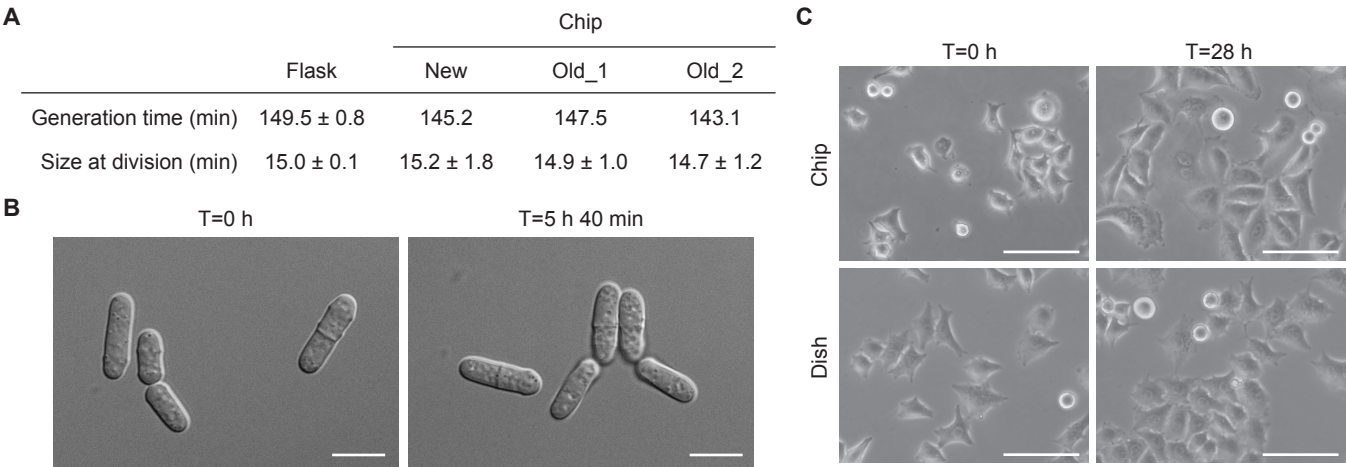 A
Chip
Flask New Old_1 Old_2
Generation time (min) 149.5 ± 0.8 145.2 147.5 143.1
Size at division (min) 15.0 ± 0.1 15.2 ± 1.8 14.9 ± 1.0 14.7 ± 1.2
B
T=0 h T=5 h 40 min
C
T=0 h T=28 h
Chip
Dish